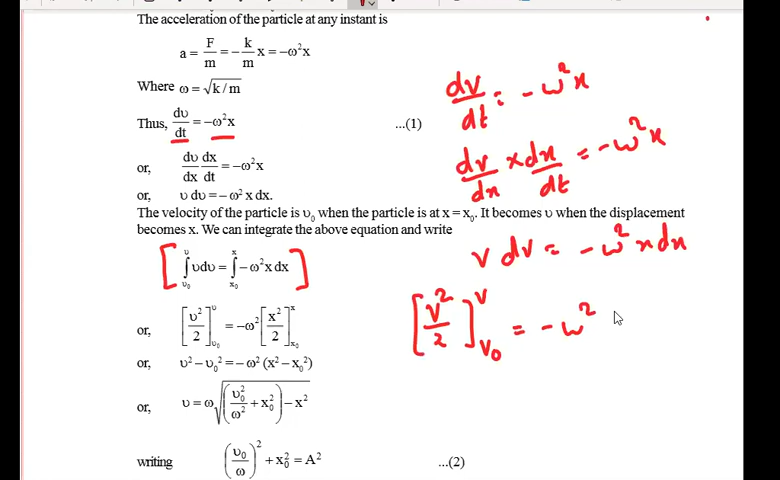 The acceleration of the particle at any instant is
a = F/m = −k/m x = −ω²x
Where ω = √k / m
Thus, dυ/dt = −ω²x ...(1)
or, dυ/dx dx/dt = −ω²x
or, υ dυ = − ω² x dx.
The velocity of the particle is υ₀ when the particle is at x = x₀. It becomes υ when the displacement
becomes x. We can integrate the above equation and write
[ ∫_{υ₀}^{υ} υdυ = ∫_{x₀}^{x} −ω²x dx ]
or, [υ²/2]_{υ₀}^{υ} = −ω² [x²/2]_{x₀}^{x}
or, υ² − υ₀² = −ω² (x² − x₀²)
or, υ = ω √((υ₀²/ω² + x₀²) − x²)
writing (υ₀/ω)² + x₀² = A² ...(2)
dv/dt = −ω²x
dv/dx × dx/dt = −ω²x
v dv = −ω²x dx
[v²/2]_{v₀}^{v} = −ω²